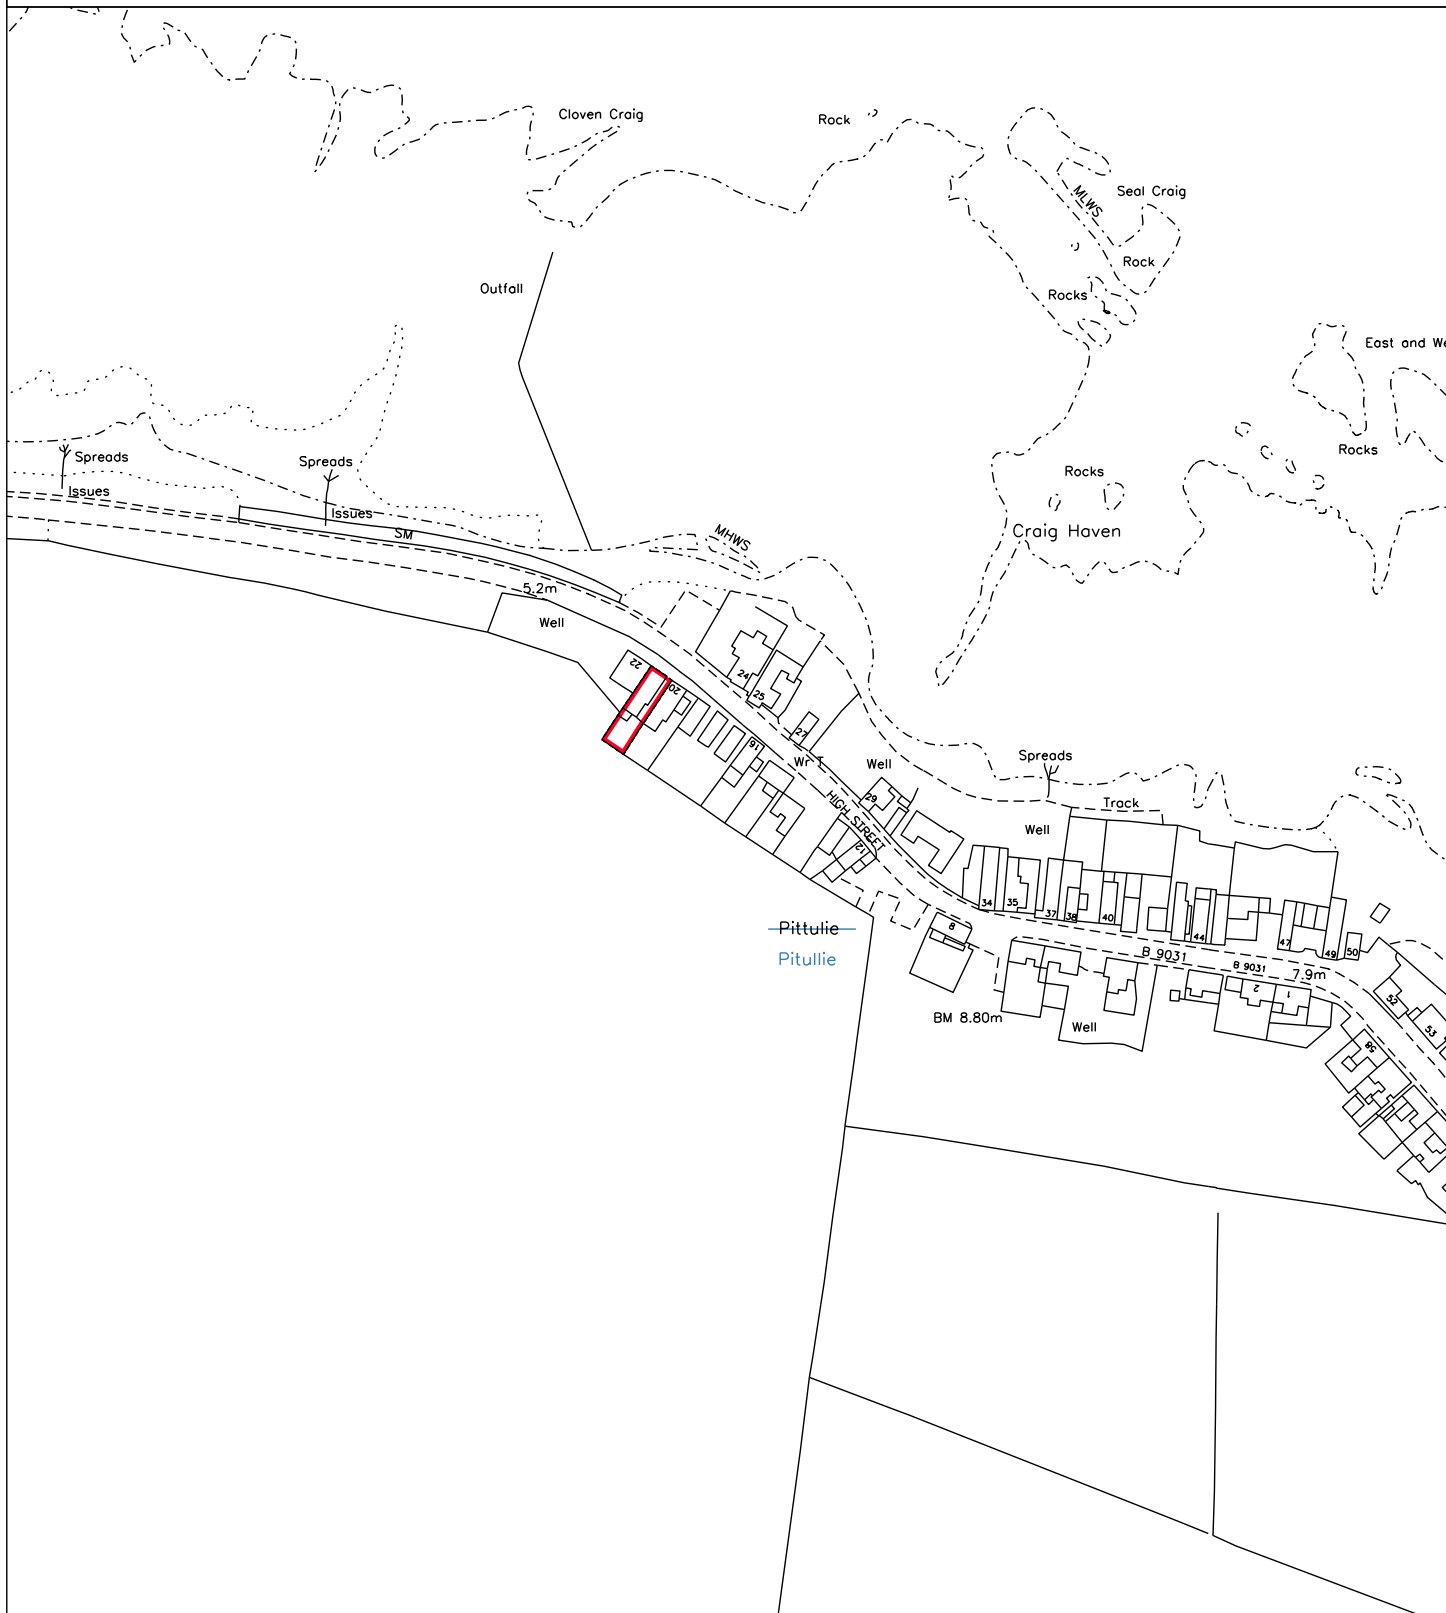 Cloven Craig
Rock
Seal Craig
MLWS
Rock
Outfall
Rocks
East and We
Spreads
Spreads
Rocks
Rocks
Issues
Issues
SM
MHWS
Craig Haven
5.2m
Well
22
20
24
25
27
16
Wr T
Well
Spreads
29
HIGH STREET
Track
Well
12
34
35
37
38
40
44
47
49
50
8
Pittulie
Pitullie
B 9031
B 9031
7.9m
2
1
52
53
BM 8.80m
Well
58